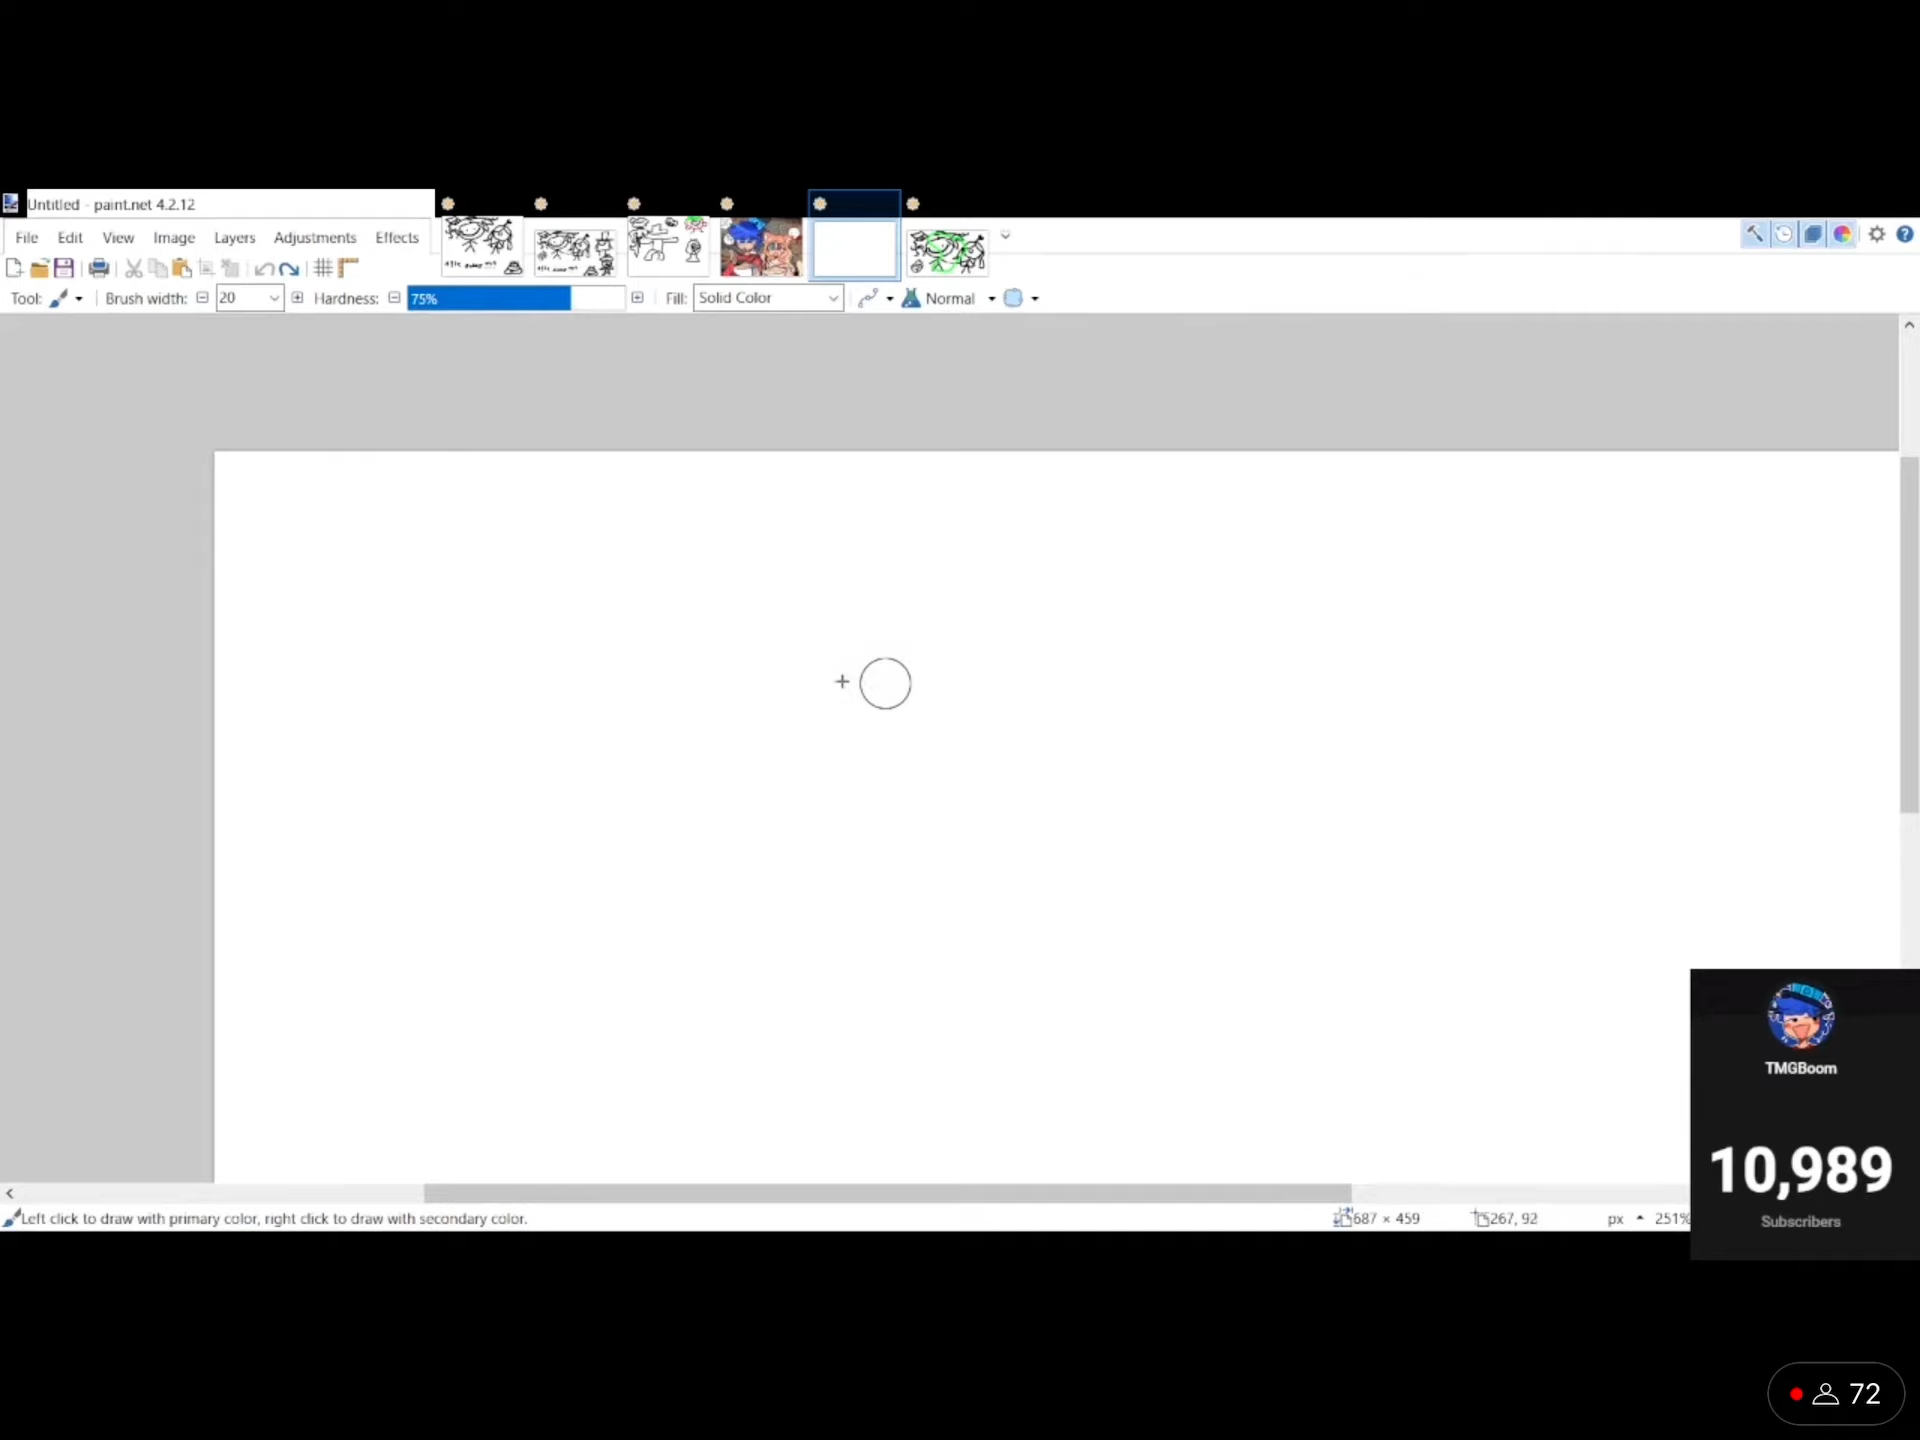 Untitled - paint.net 4.2.12
File Edit View Image Layers Adjustments Effects
Tool: Brush width: 20 Hardness: 75% Fill: Solid Color Normal
TMGBoom
10,989
Subscribers
Left click to draw with primary color, right click to draw with secondary color.
687 × 459
267, 92
px
251%
72